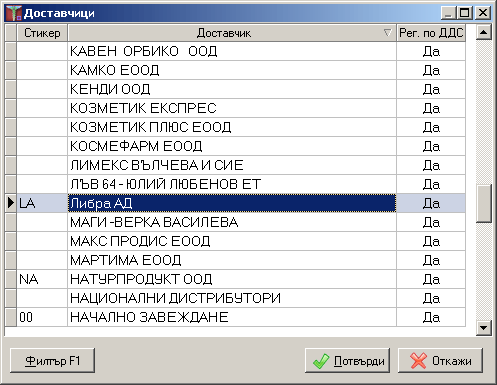 Доставчици
Стикер Доставчик Рег. по ДДС
КАВЕН ОРБИКО ООД Да
КАМКО ЕООД Да
КЕНДИ ООД Да
КОЗМЕТИК ЕКСПРЕС Да
КОЗМЕТИК ПЛЮС ЕООД Да
КОСМЕФАРМ ЕООД Да
ЛИМЕКС ВЪЛЧЕВА И СИЕ Да
ЛЪВ 64 - ЮЛИЙ ЛЮБЕНОВ ЕТ Да
LA Либра АД Да
МАГИ -ВЕРКА ВАСИЛЕВА Да
МАКС ПРОДИС ЕООД Да
МАРТИМА ЕООД Да
NA НАТУРПРОДУКТ ООД Да
НАЦИОНАЛНИ ДИСТРИБУТОРИ Да
00 НАЧАЛНО ЗАВЕЖДАНЕ Да
Филтър F1 Потвърди Откажи